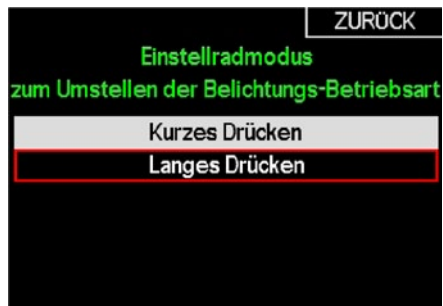 ZURÜCK
Einstellradmodus
zum Umstellen der Belichtungs-Betriebsart
Kurzes Drücken
Langes Drücken